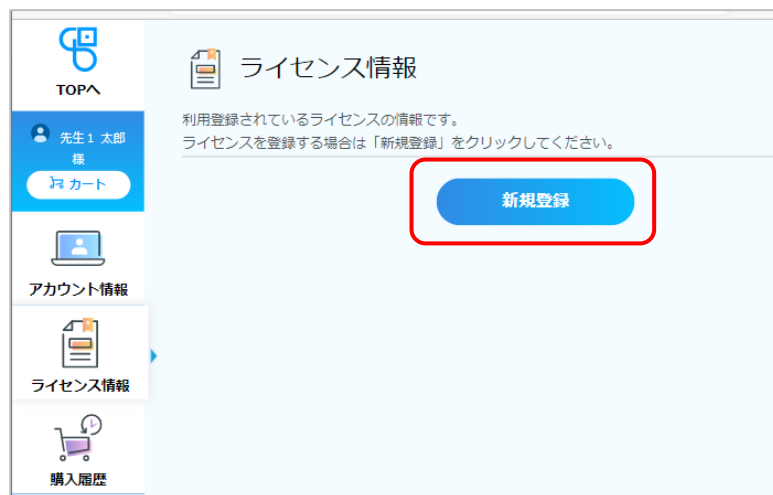 TOPへ
先生1 太郎
様
カート
アカウント情報
ライセンス情報
購入履歴
ライセンス情報
利用登録されているライセンスの情報です。
ライセンスを登録する場合は「新規登録」をクリックしてください。
新規登録